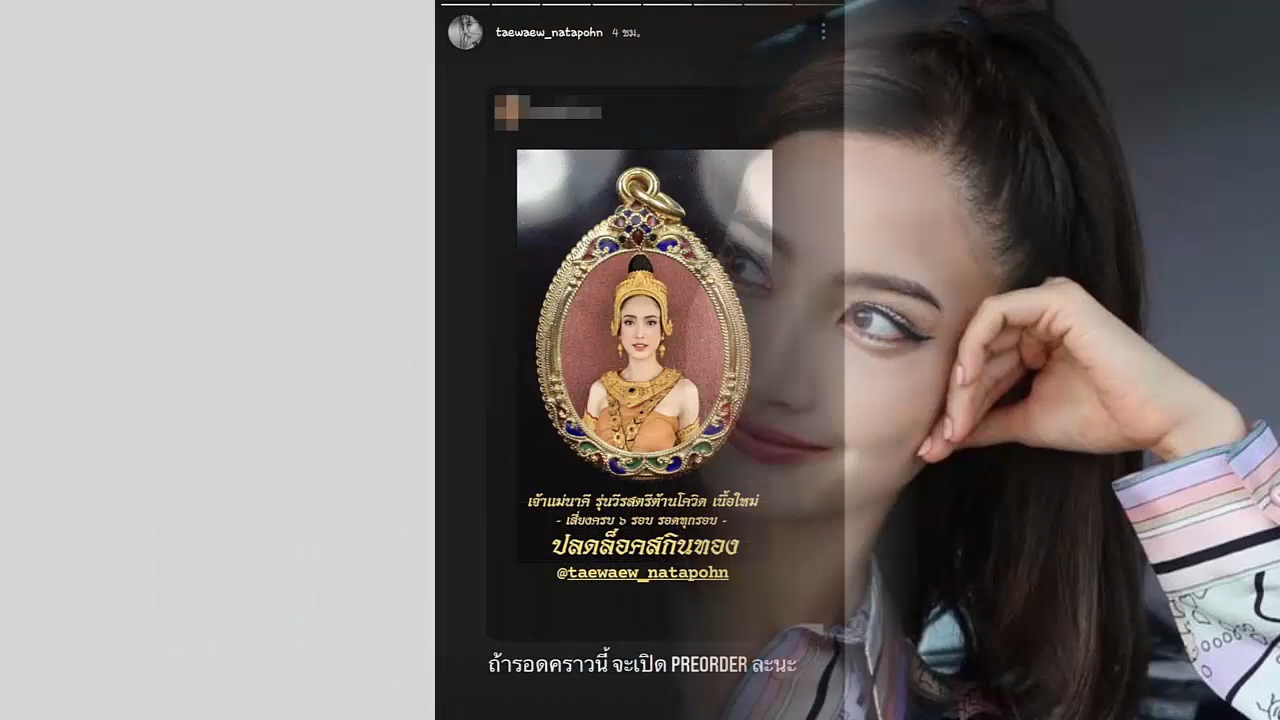 taewaew_natapohn 4 ชม.
เจ้าแม่นาคี รุ่นวีรสตรีต้านโควิด เนื้อใหม่
- เสี่ยงครบ ๖ รอบ รอดทุกรอบ -
ปลดล็อคสกินทอง
@taewaew_natapohn
ถ้ารอดคราวนี้ จะเปิด PREORDER ละนะ